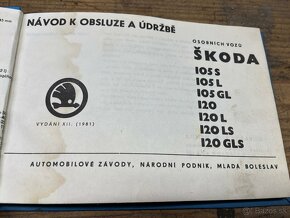 NÁVOD K OBSLUZE A ÚDRŽBĚ
OSOBNÍCH VOZŮ
ŠKODA
105 S
105 L
105 GL
120
120 L
120 LS
120 GLS
VYDÁNÍ XII. (1981)
AUTOMOBILOVÉ ZÁVODY, NÁRODNÍ PODNIK, MLADÁ BOLESLAV